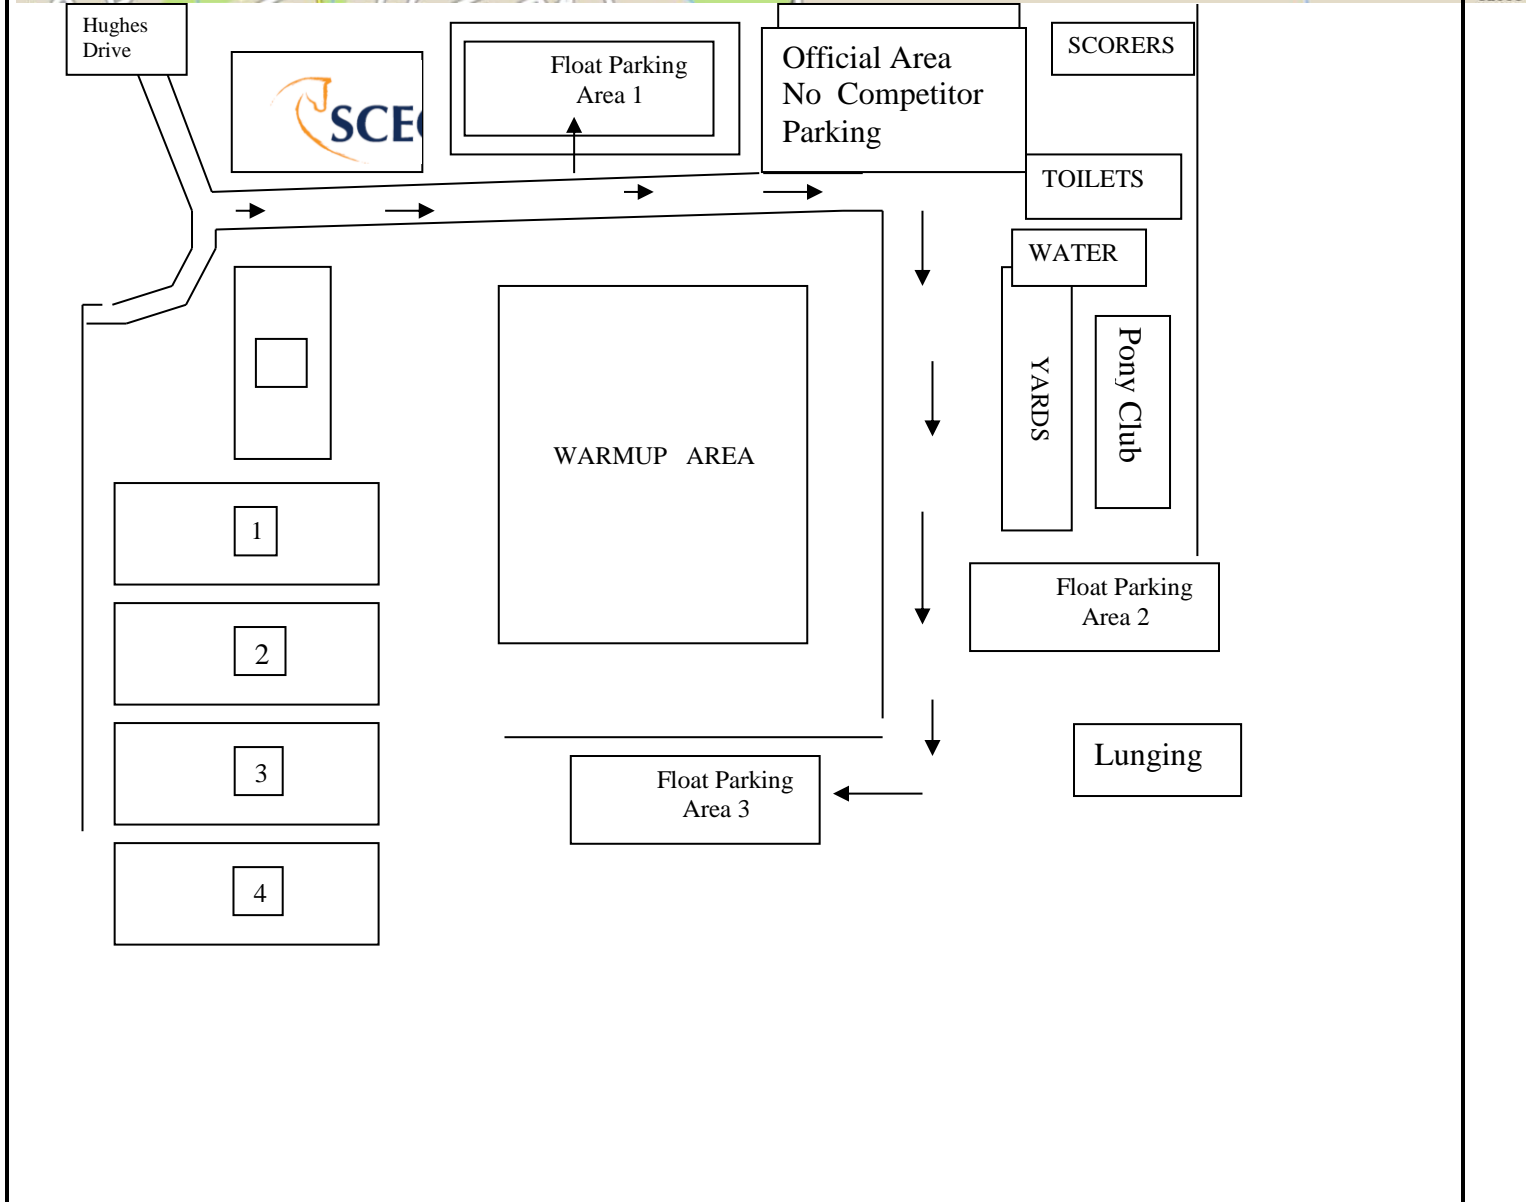 Hughes
Drive
SCE
Float Parking
Area 1
Official Area
No Competitor
Parking
SCORERS
TOILETS
WATER
YARDS
Pony Club
WARMUP AREA
1
2
3
4
Float Parking
Area 2
Lunging
Float Parking
Area 3